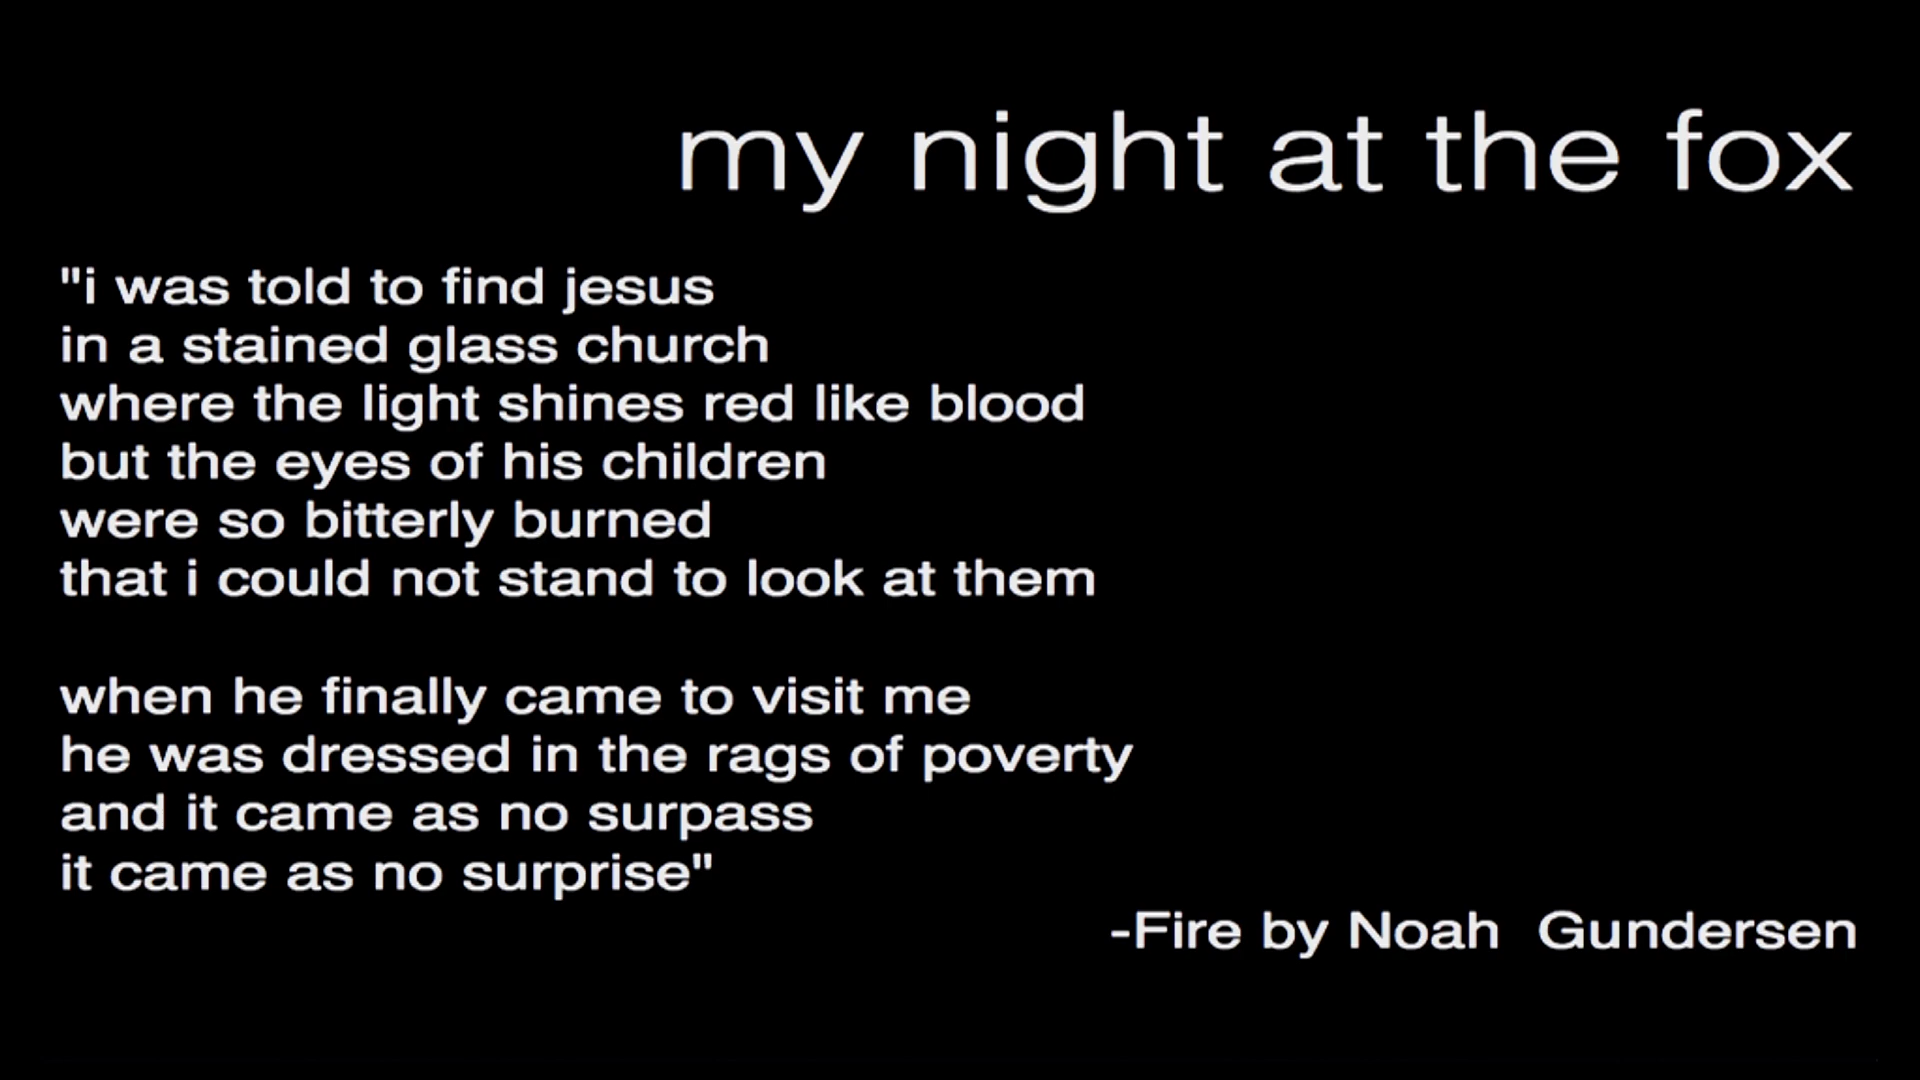 my night at the fox
"i was told to find jesus
in a stained glass church
where the light shines red like blood
but the eyes of his children
were so bitterly burned
that i could not stand to look at them
when he finally came to visit me
he was dressed in the rags of poverty
and it came as no surpass
it came as no surprise"
-Fire by Noah  Gundersen